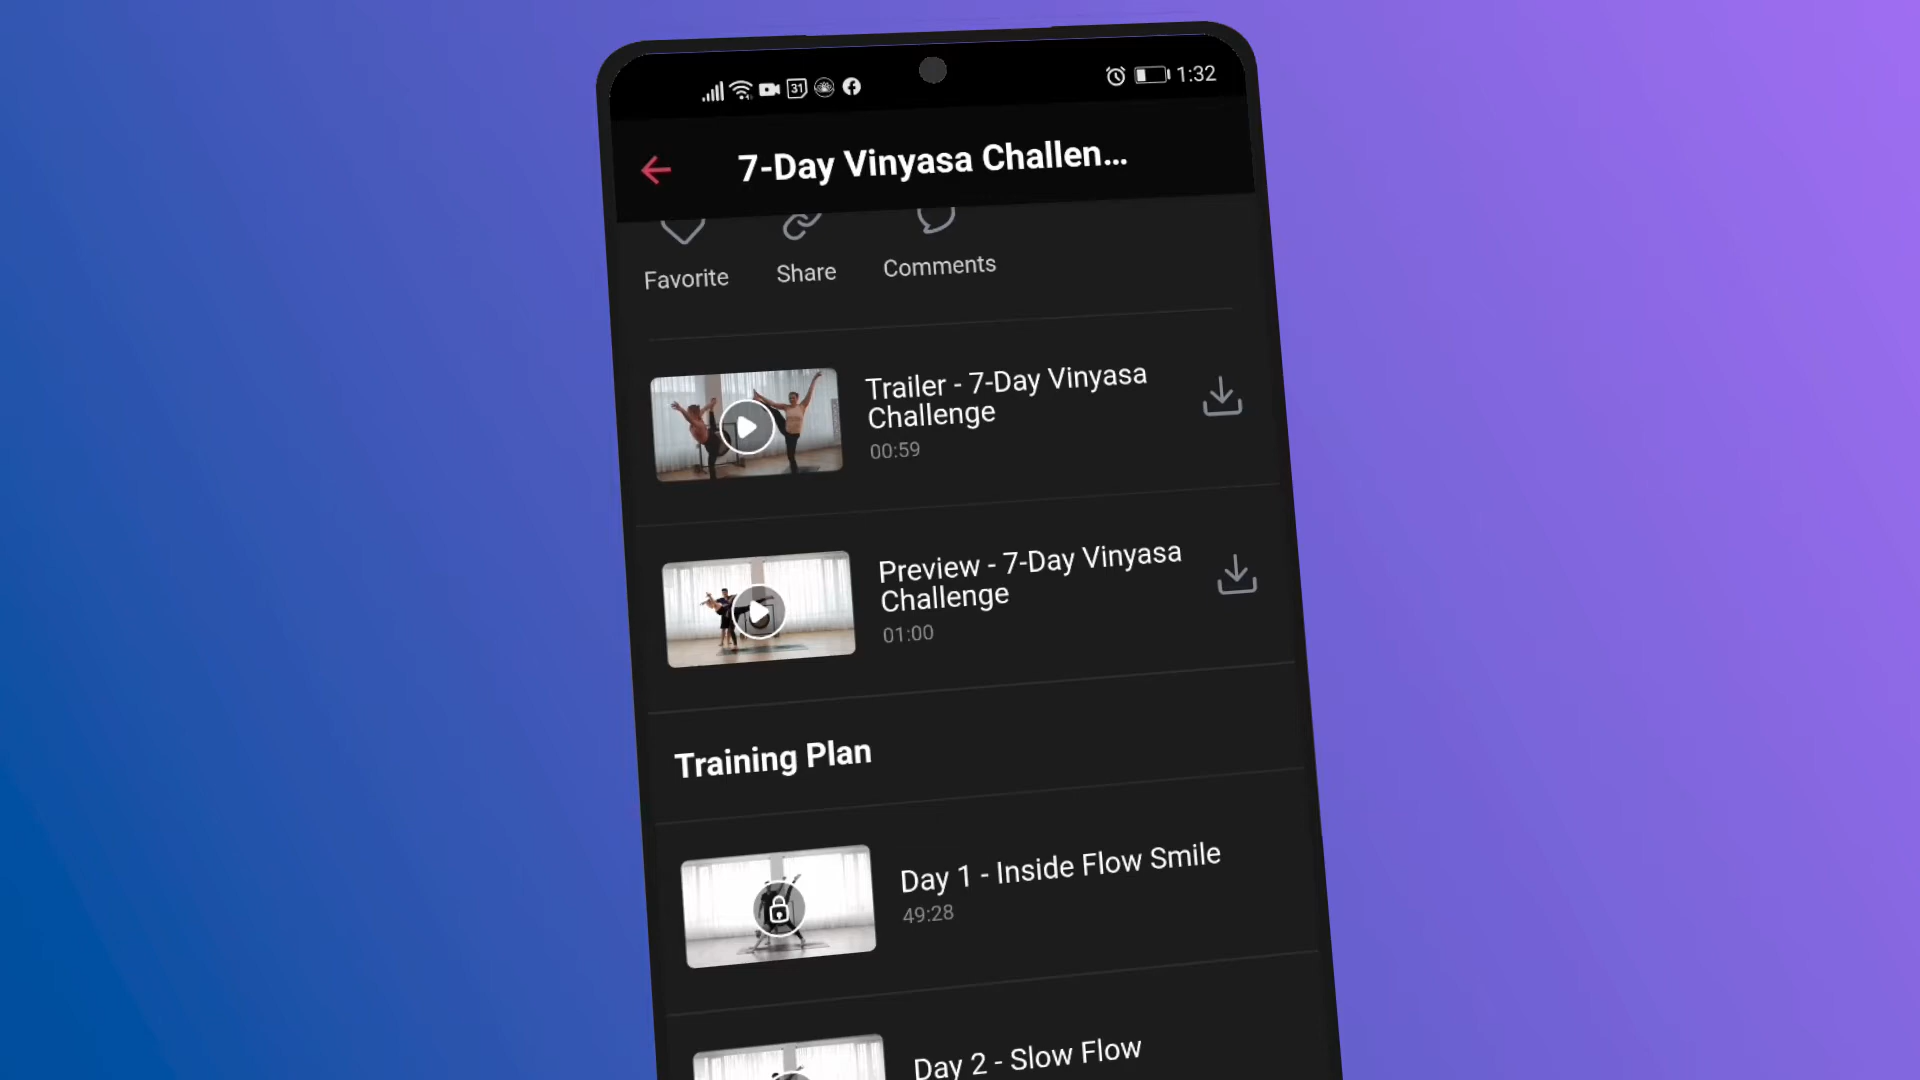 31
1:32
7-Day Vinyasa Challen...
Favorite
Share
Comments
Trailer - 7-Day Vinyasa
Challenge
00:59
Preview - 7-Day Vinyasa
Challenge
01:00
Training Plan
Day 1 - Inside Flow Smile
49:28
Day 2 - Slow Flow